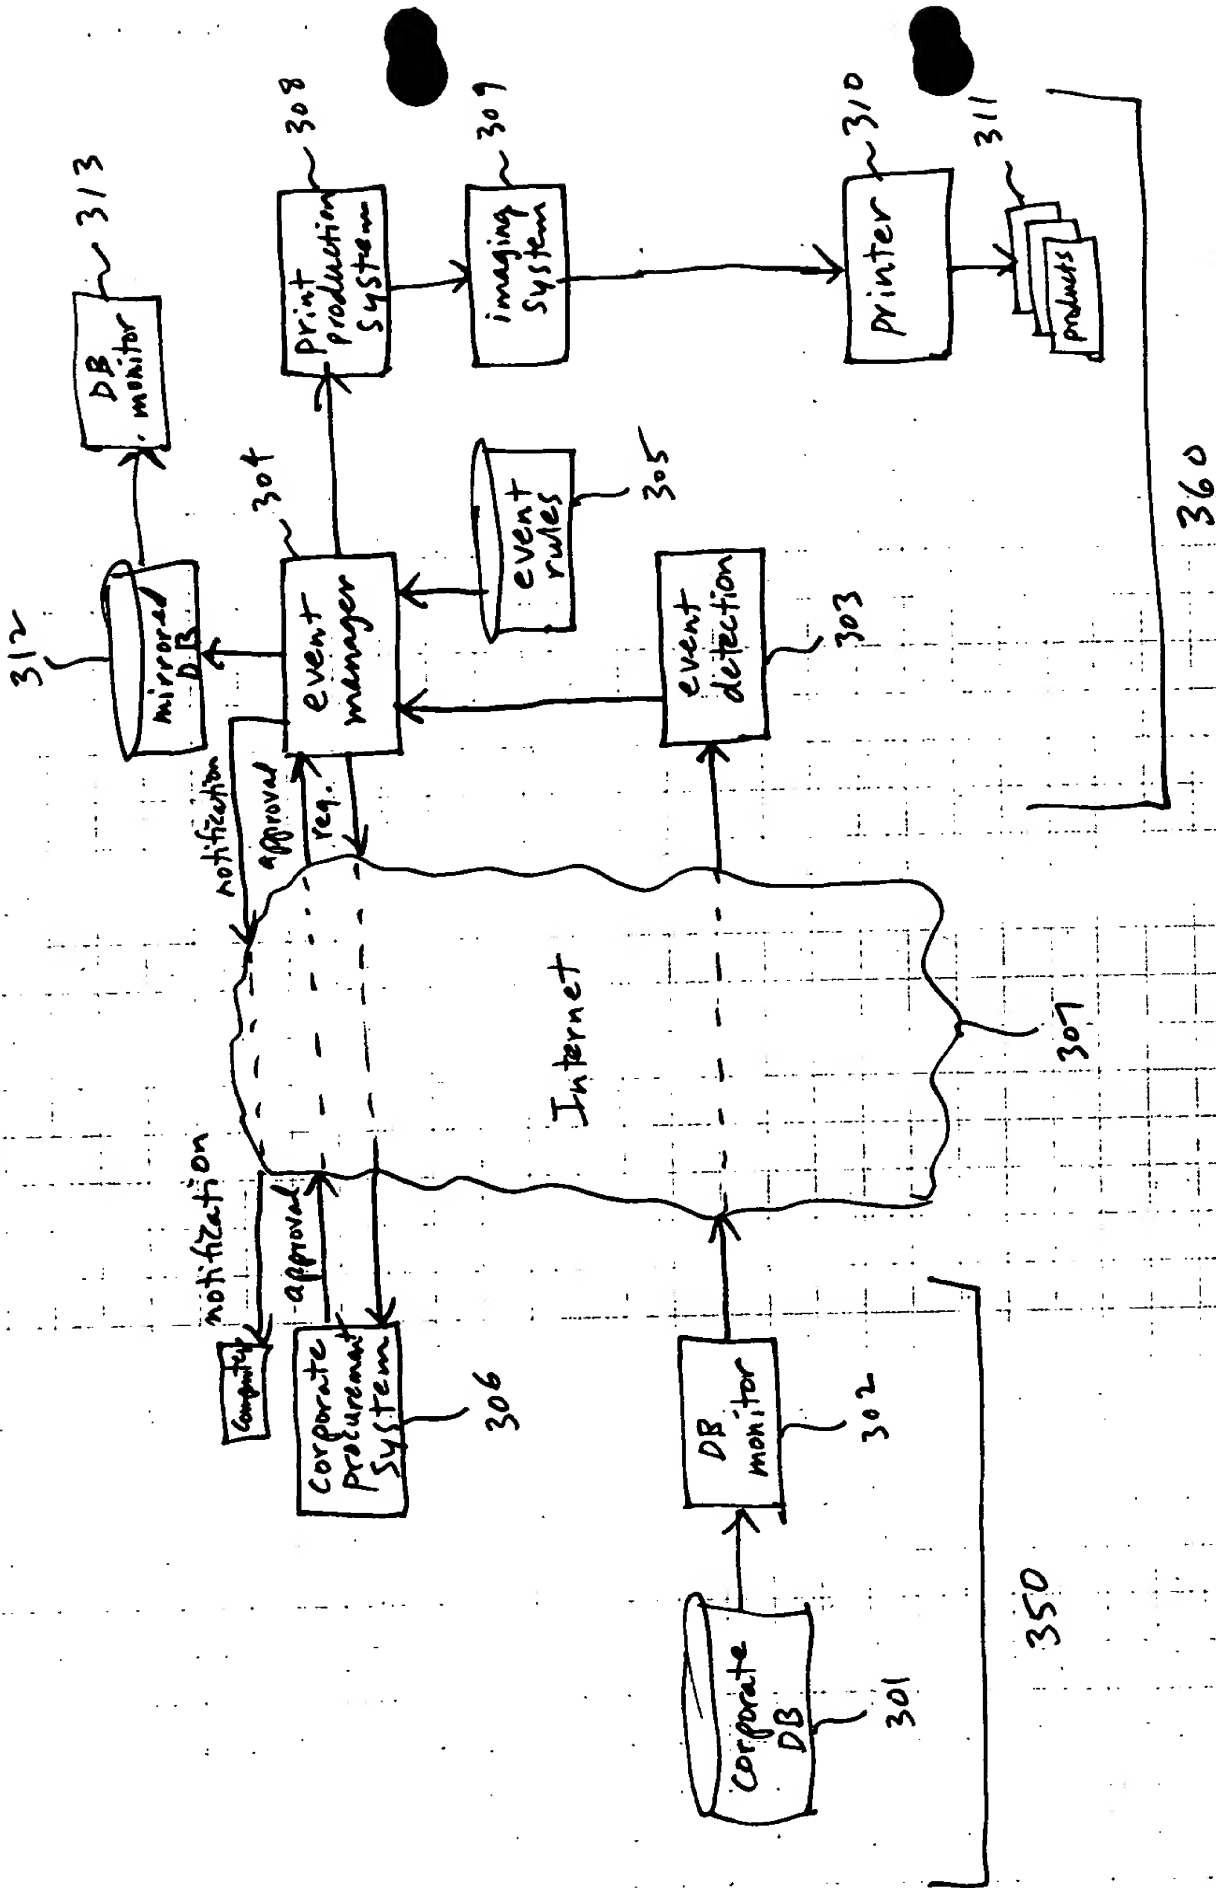 312
313
DB
monitor
mirrored
DB
notification
notification
computer
approval
approval
req.
308
304
event
manager
print
production
system
corporate
procurement
system
306
309
imaging
system
event
rules
305
Internet
event
detection
303
DB
monitor
302
corporate
DB
301
310
printer
311
products
307
350
360